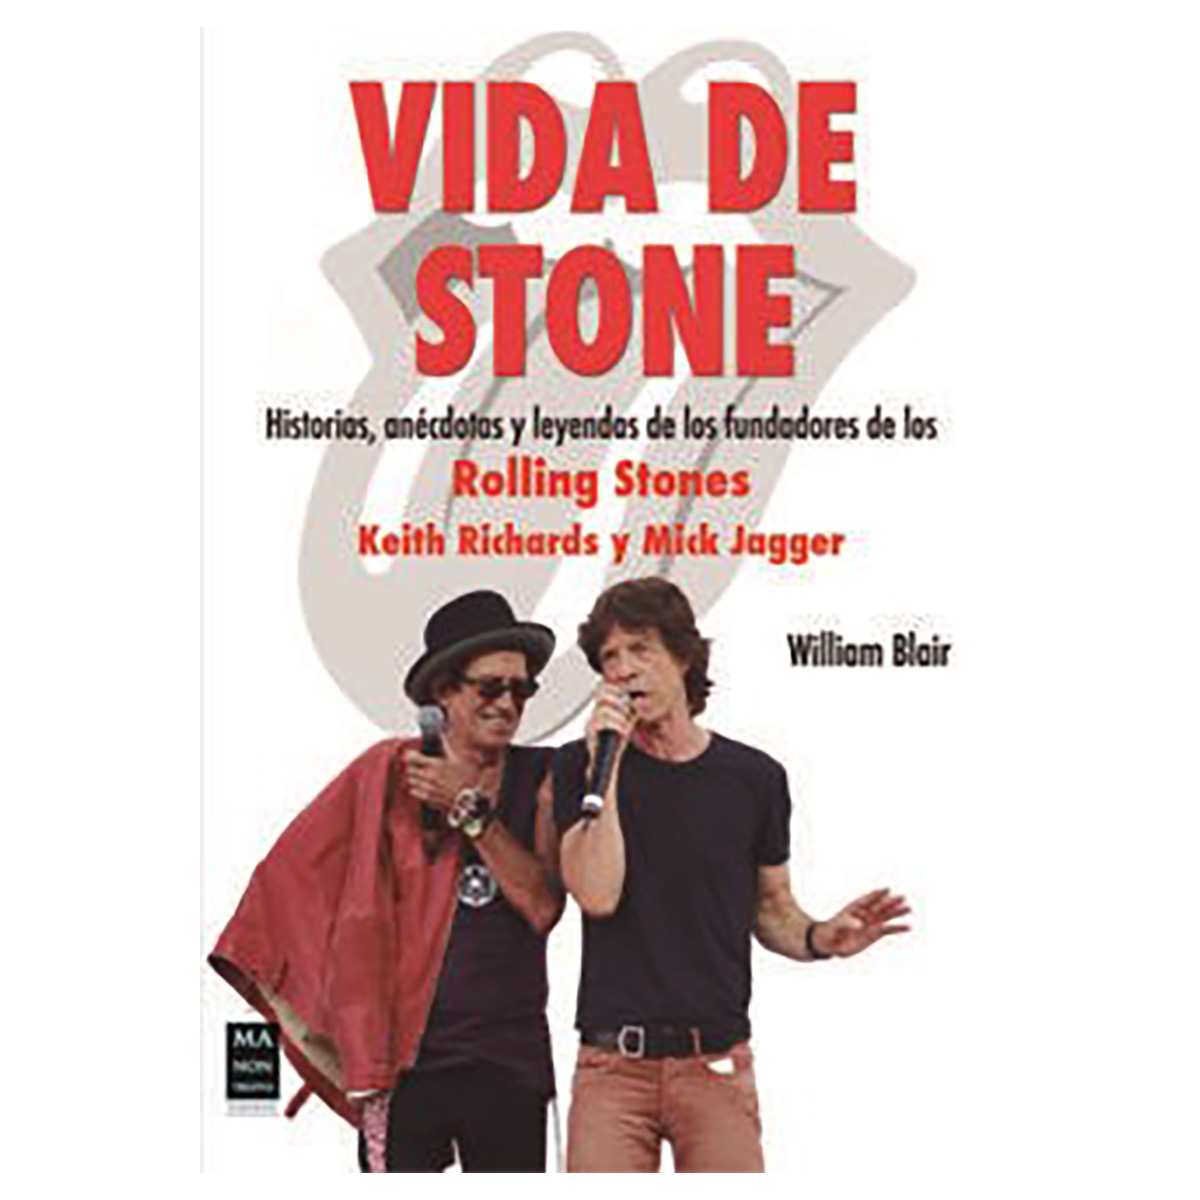 VIDA DE
STONE
Historias, anécdotas y leyendas de los fundadores de los
Rolling Stones
Keith Richards y Mick Jagger
William Blair
MA
NON
TROPPO